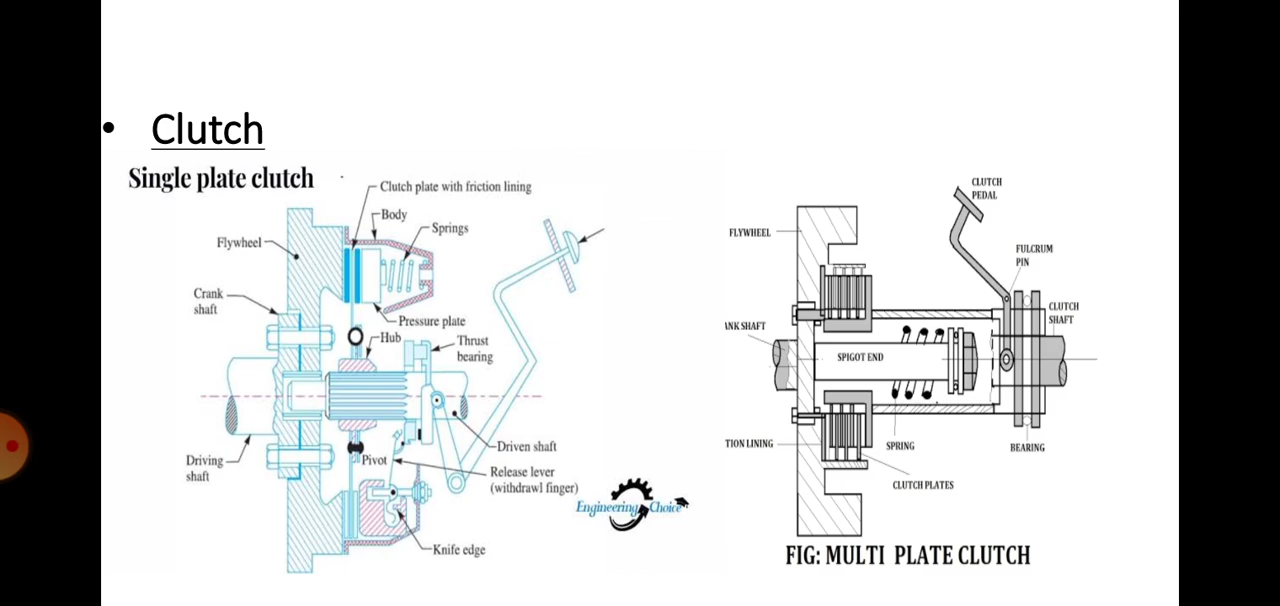 • Clutch
Single plate clutch
Clutch plate with friction lining
Body
Springs
Flywheel
Crank
shaft
Pressure plate
Hub
Thrust
bearing
Driven shaft
Pivot
Driving
shaft
Release lever
(withdrawl finger)
Knife edge
Engineering Choice
CLUTCH
PEDAL
FLYWHEEL
FULCRUM
PIN
CLUTCH
SHAFT
ANK SHAFT
SPIGOT END
TION LINING
SPRING
BEARING
CLUTCH PLATES
FIG: MULTI PLATE CLUTCH